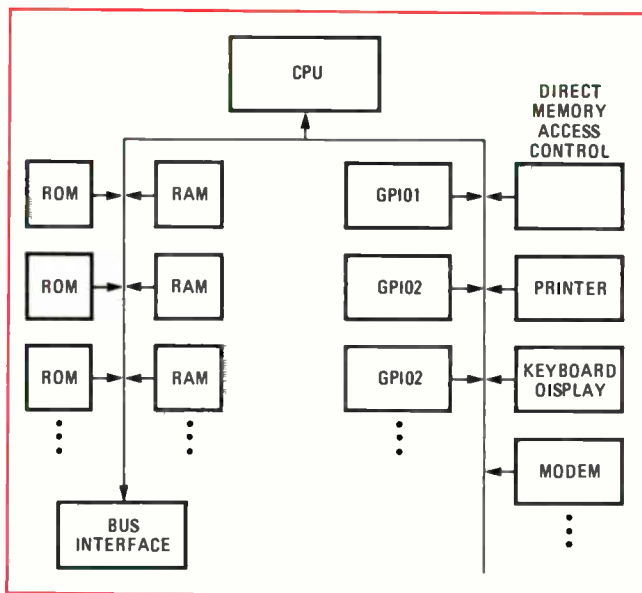 CPU
DIRECT
MEMORY
ACCESS
CONTROL
ROM
RAM
GPIO1
ROM
RAM
GPIO2
PRINTER
ROM
RAM
GPIO2
KEYBOARD
DISPLAY
MODEM
BUS
INTERFACE